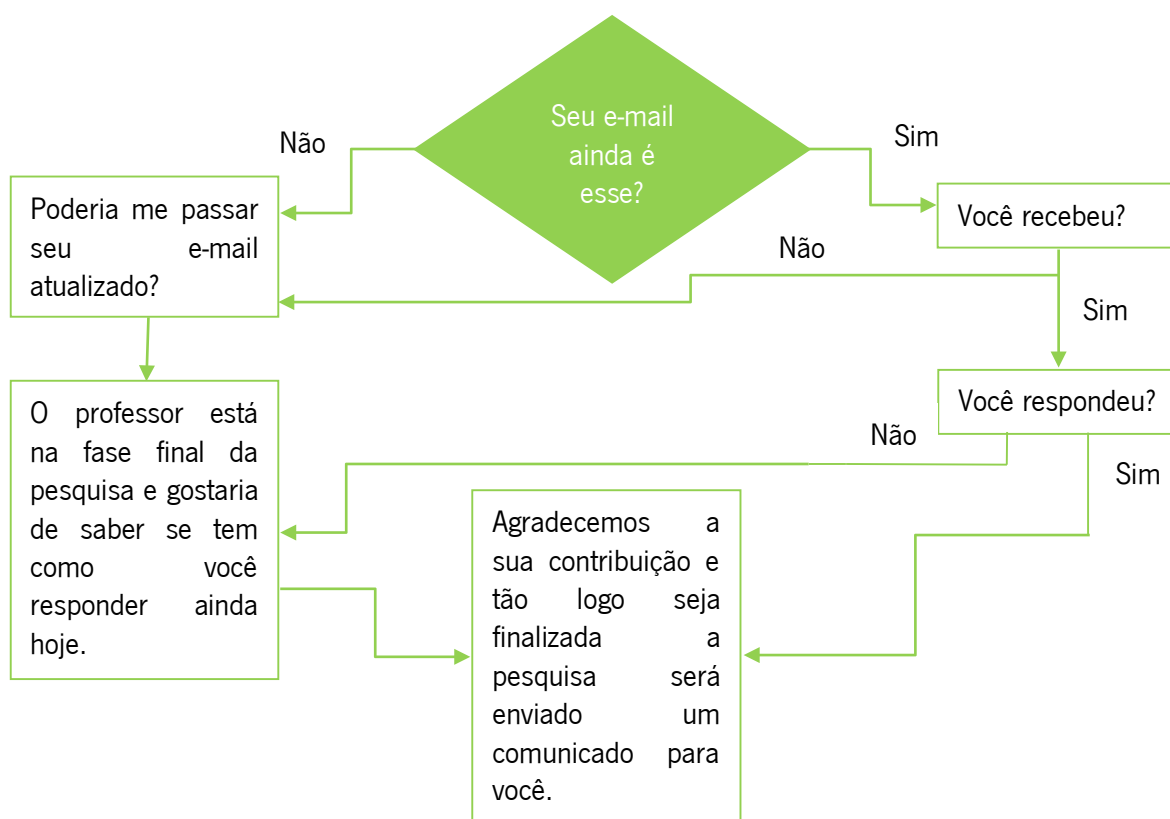 Seu e-mail
ainda é
esse?
Não
Sim
Poderia me passar
seu e-mail
atualizado?
Você recebeu?
Não
Sim
O professor está
na fase final da
pesquisa e gostaria
de saber se tem
como você
responder ainda
hoje.
Você respondeu?
Não
Sim
Agradecemos a
sua contribuição e
tão logo seja
finalizada a
pesquisa será
enviado um
comunicado para
você.